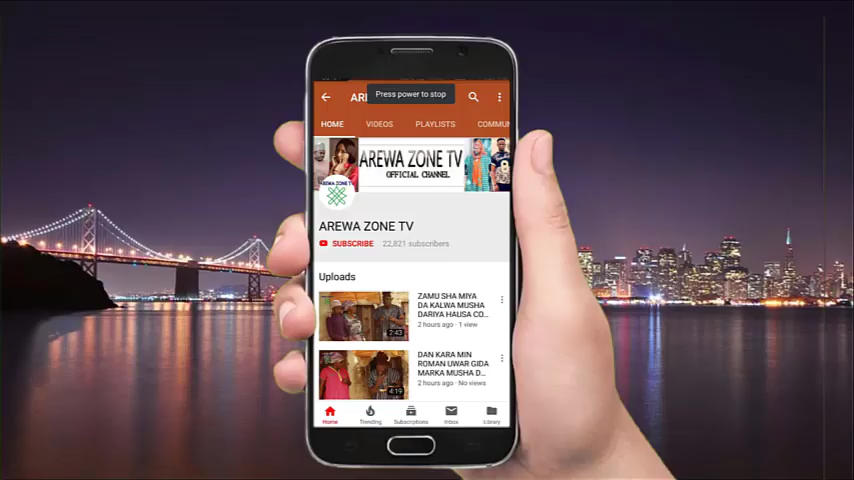 Press power to stop
HOME VIDEOS PLAYLISTS COMMUN
AREWA ZONE TV
OFFICIAL CHANNEL
AREWA ZONE TV
AREWA ZONE TV
SUBSCRIBE 22,821 subscribers
Uploads
ZAMU SHA MIYA
DA KALWA MUSHA
DARIYA HAUSA CO...
2 hours ago · 1 view
2:43
DAN KARA MIN
ROMAN UWAR GIDA
MARKA MUSHA D...
2 hours ago · No views
4:19
Home Trending Subscriptions Inbox Library